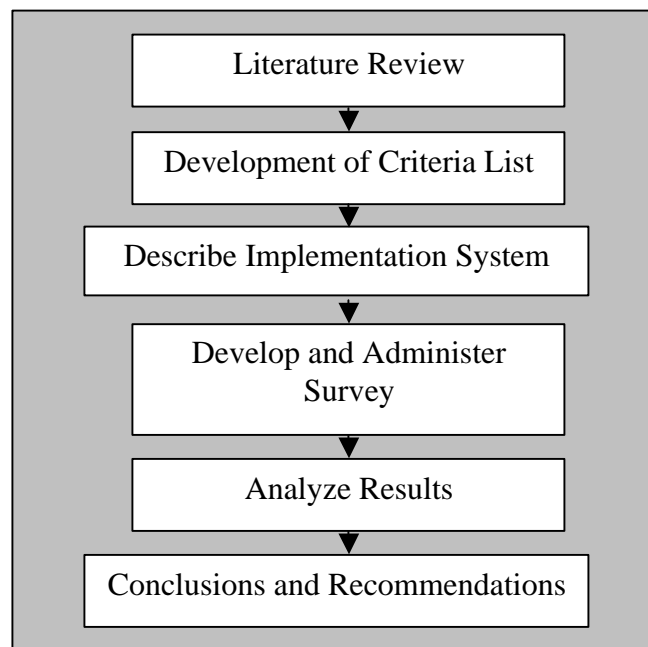 Literature Review
Development of Criteria List
Describe Implementation System
Develop and Administer
Survey
Analyze Results
Conclusions and Recommendations